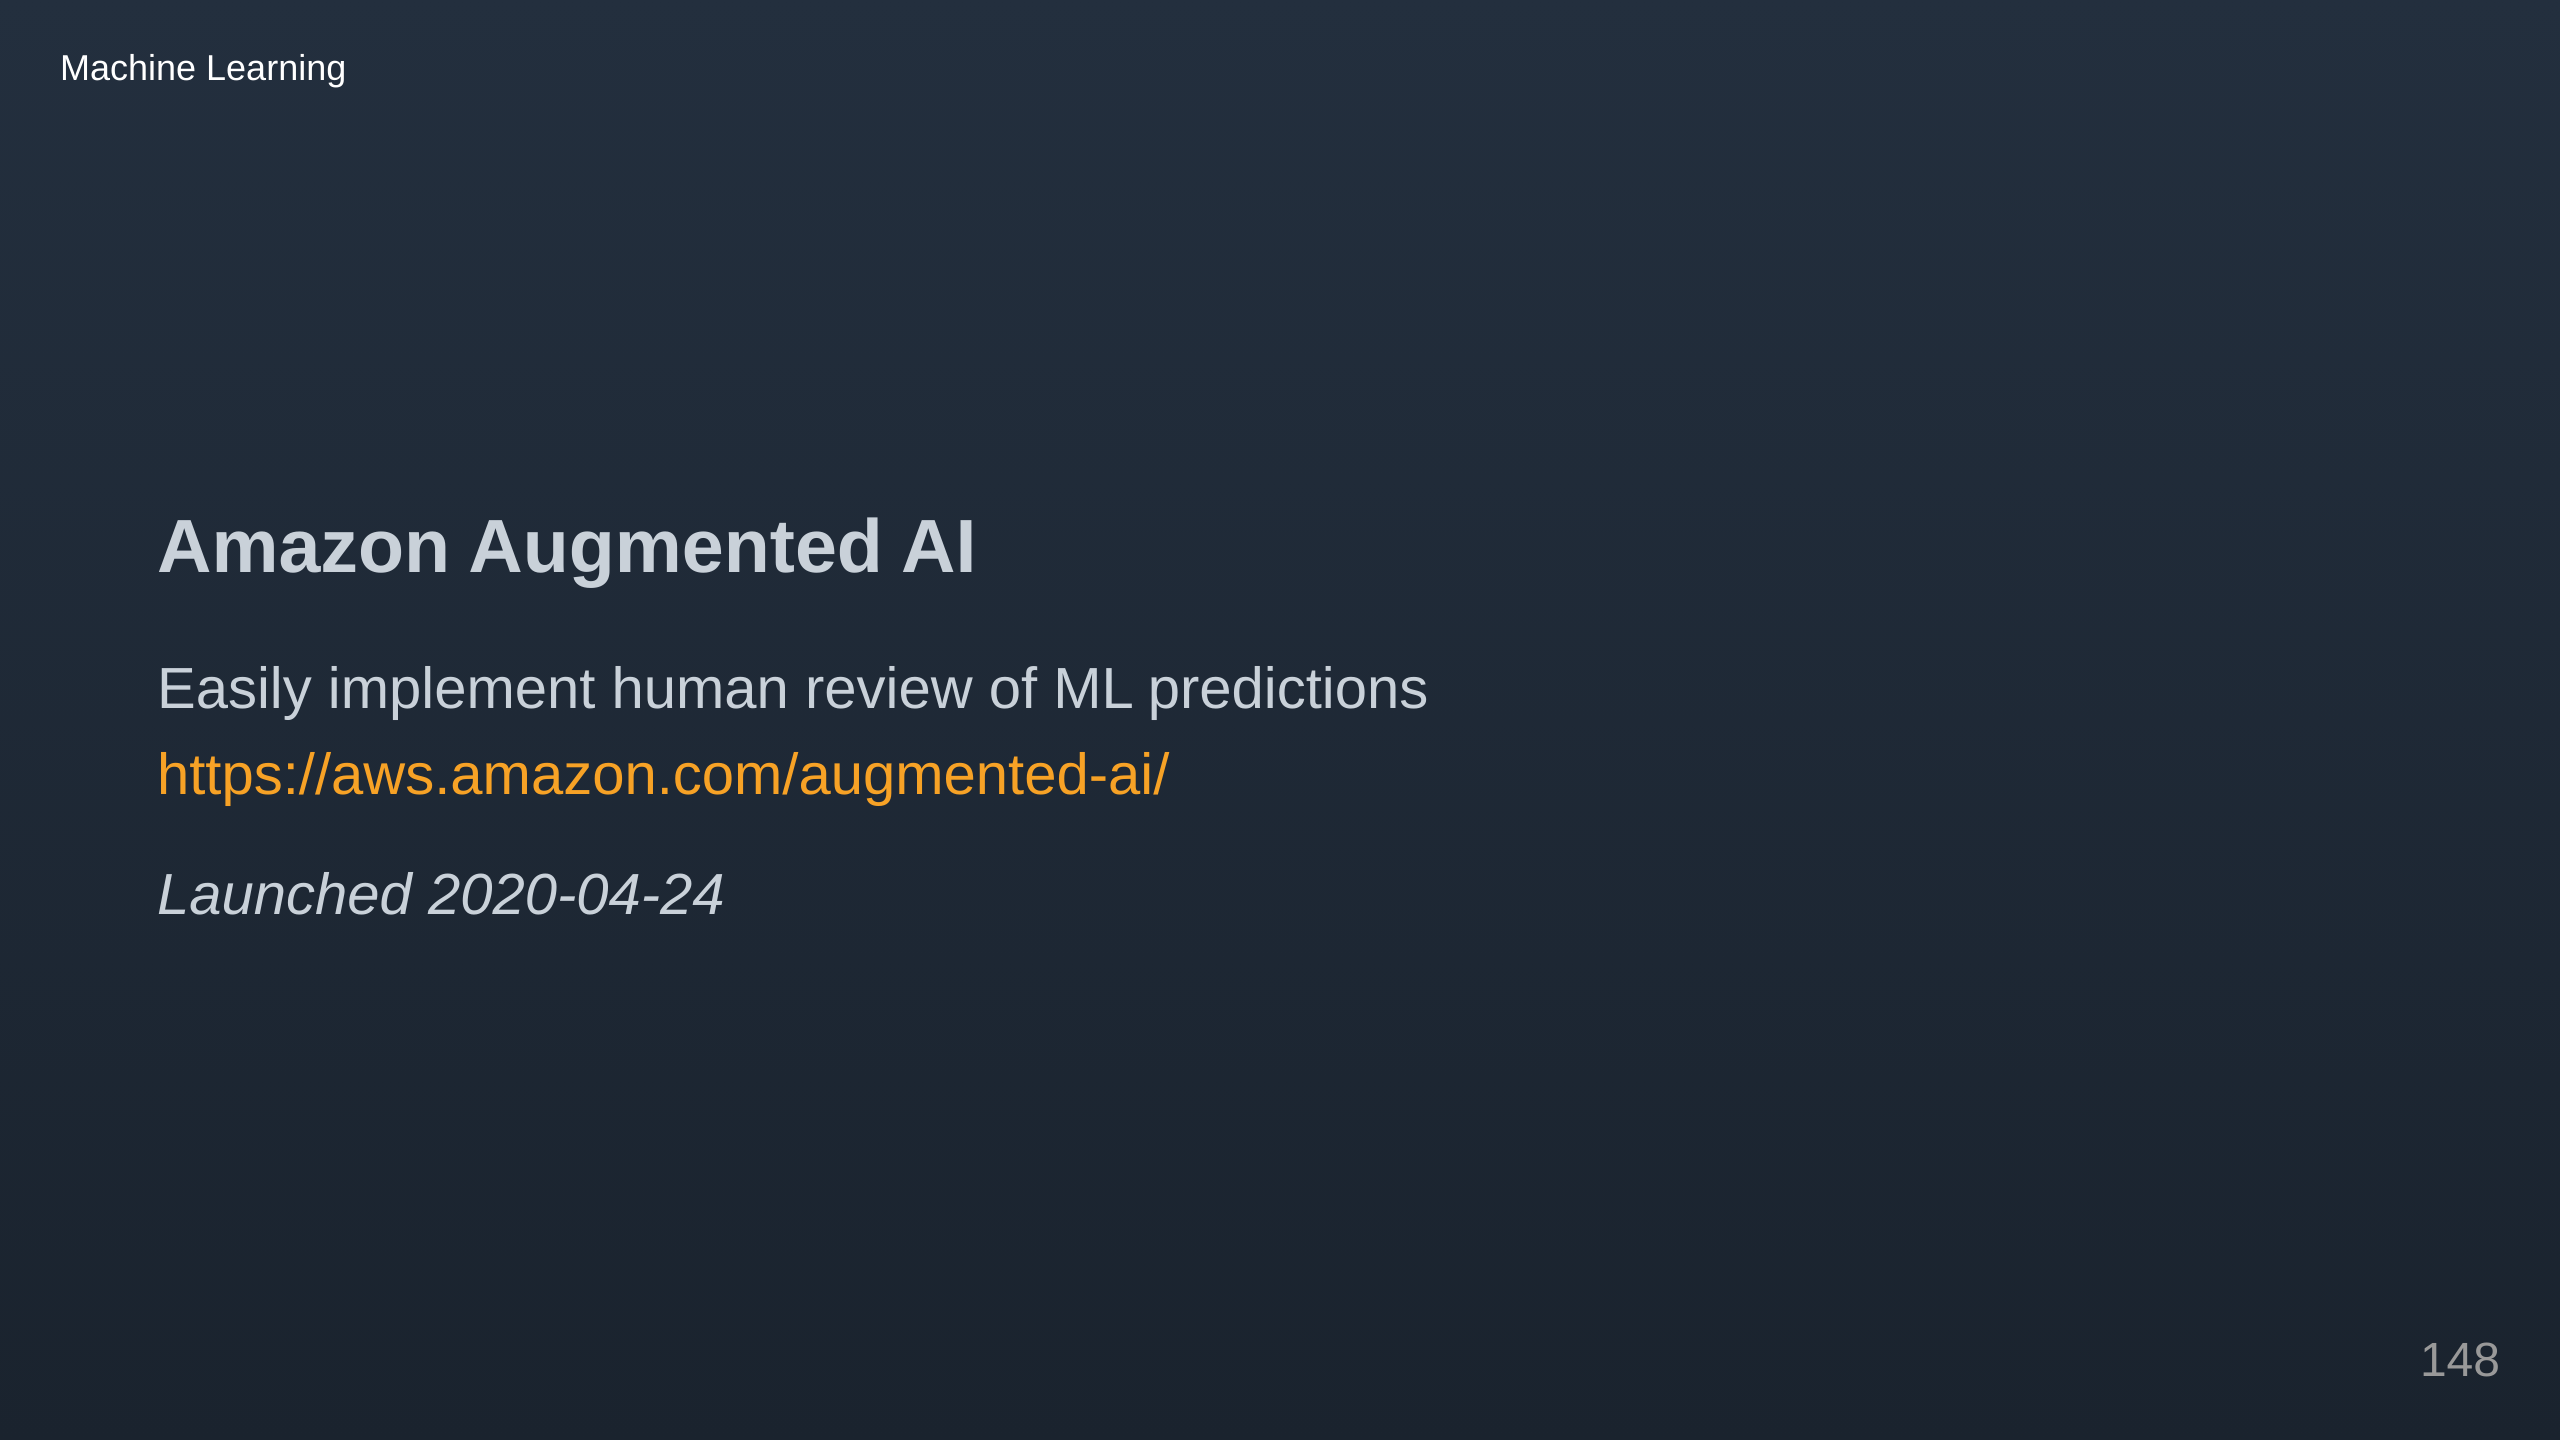 Machine Learning
Amazon Augmented AI
Easily implement human review of ML predictions
https://aws.amazon.com/augmented-ai/
Launched 2020-04-24
148